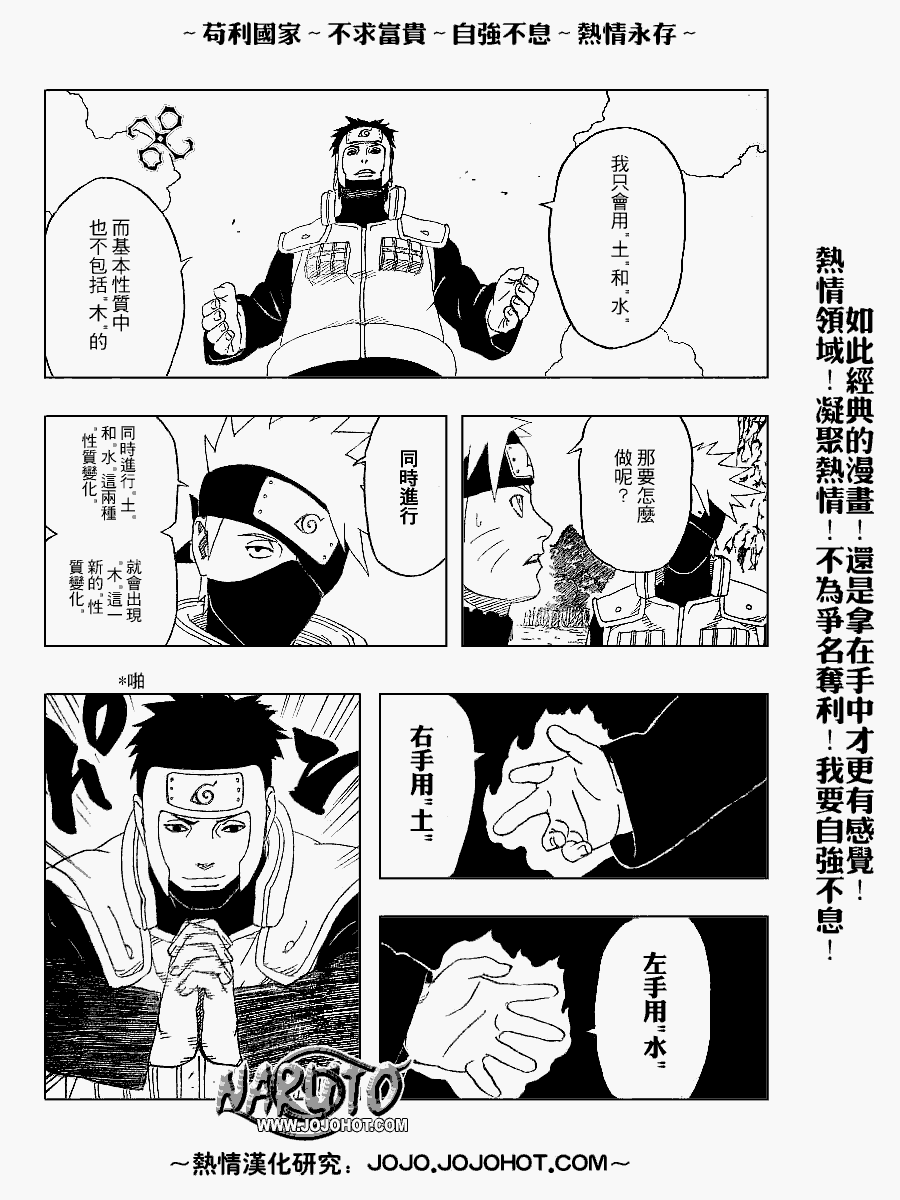 ~苟利國家~不求富貴~自強不息~熱情永存~
我只會用〝土〞和〝水〞
而基本性質中
也不包括〝木〞的
那要怎麼
做呢？
同時進行
同時進行〝土〞
和〝水〞這兩種
〝性質變化〞
就會出現
〝木〞這一
新的〝性
質變化〞
右手用〝土〞
左手用〝水〞
*啪
パン
如此經典的漫畫！還是拿在手中才更有感覺！
熱情領域！凝聚熱情！不為爭名奪利！我要自強不息！
NARUTO
WWW.JOJOHOT.COM
~熱情漢化研究：JOJO.JOJOHOT.COM~